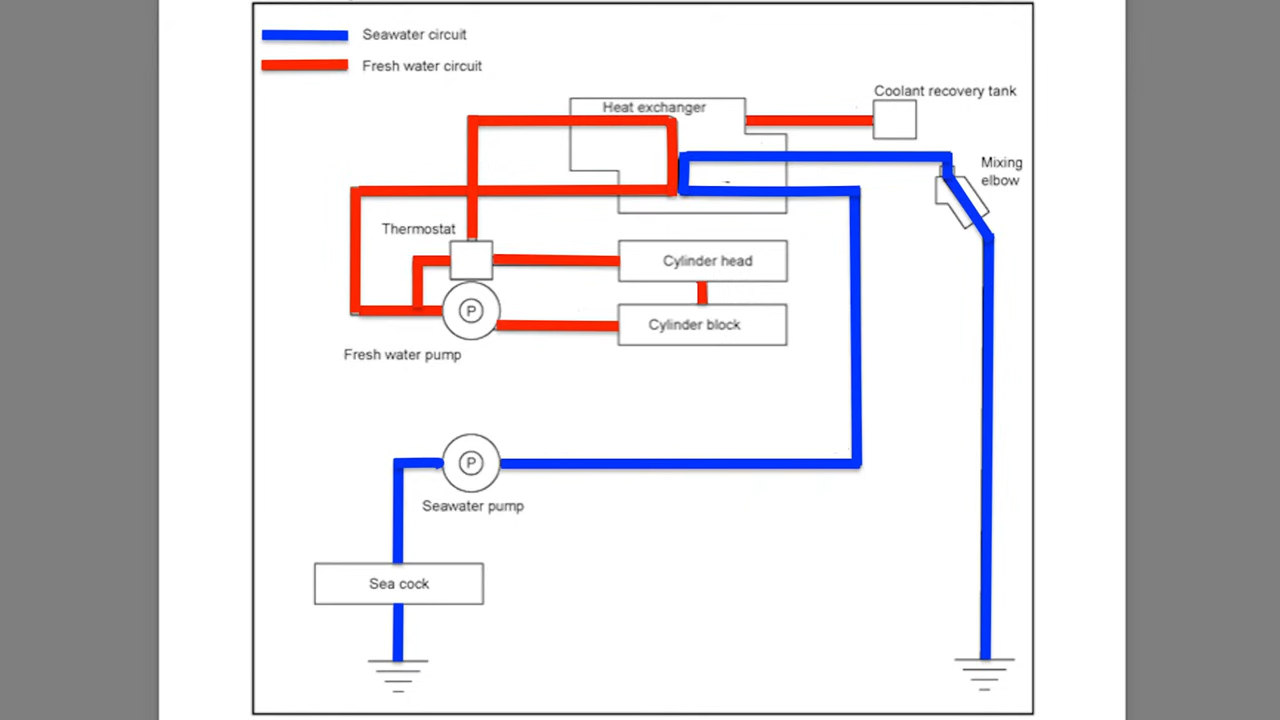 Seawater circuit
Fresh water circuit
Coolant recovery tank
Heat exchanger
Mixing
elbow
Thermostat
Cylinder head
P
Cylinder block
Fresh water pump
P
Seawater pump
Sea cock